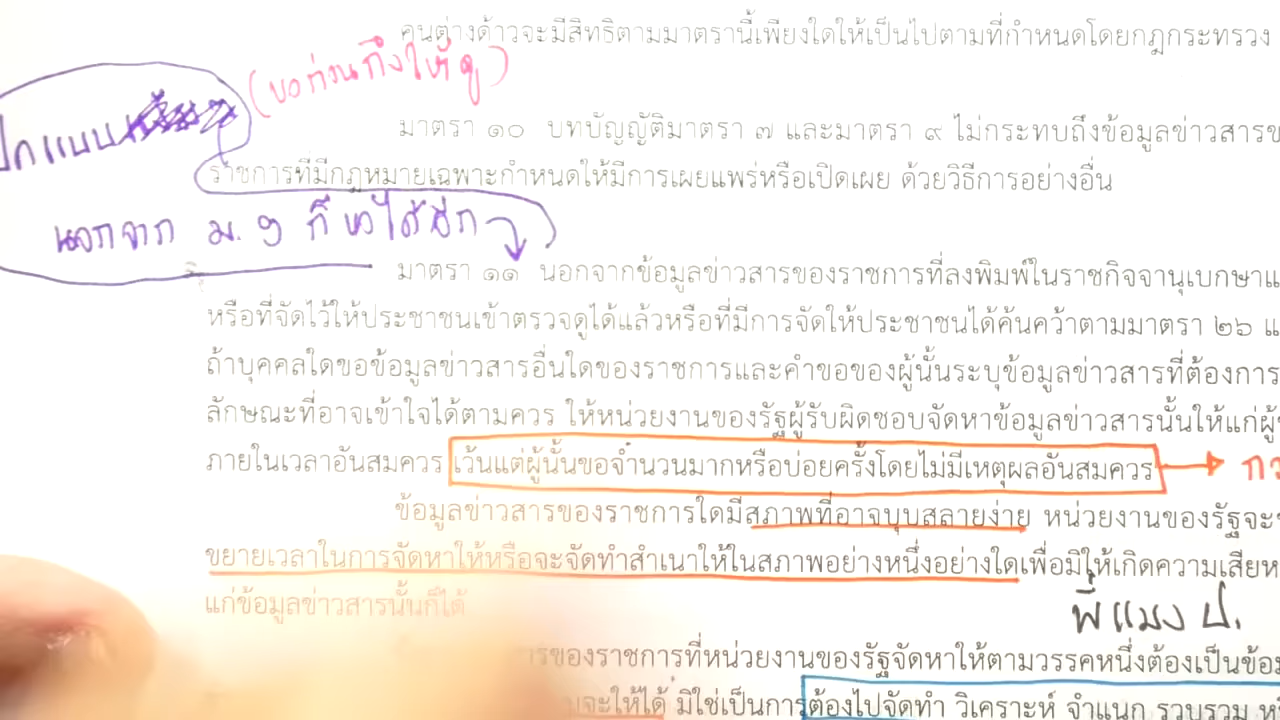 คนต่างด้าวจะมีสิทธิตามมาตรานี้เพียงใดให้เป็นไปตามที่กำหนดโดยกฎกระทรวง
(บอกท่วนถึงให้ดู)
มาตรา ๑๐ บทบัญญัติมาตรา ๗ และมาตรา ๙ ไม่กระทบถึงข้อมูลข่าวสารข
ราชการที่มีกฎหมายเฉพาะกำหนดให้มีการเผยแพร่หรือเปิดเผย ด้วยวิธีการอย่างอื่น
นอกจาก ม. ๑ ก็ ได้อีก
มาตรา ๑๑ นอกจากข้อมูลข่าวสารของราชการที่ลงพิมพ์ในราชกิจจานุเบกษาแ
หรือที่จัดไว้ให้ประชาชนเข้าตรวจดูได้แล้วหรือที่มีการจัดให้ประชาชนได้ค้นคว้าตามมาตรา ๒๖ แ
ถ้าบุคคลใดขอข้อมูลข่าวสารอื่นใดของราชการและคำขอของผู้นั้นระบุข้อมูลข่าวสารที่ต้องการ
ลักษณะที่อาจเข้าใจได้ตามควร ให้หน่วยงานของรัฐผู้รับผิดชอบจัดหาข้อมูลข่าวสารนั้นให้แก่ผู้
ภายในเวลาอันสมควร เว้นแต่ผู้นั้นขอจำนวนมากหรือบ่อยครั้งโดยไม่มีเหตุผลอันสมควร
ข้อมูลข่าวสารของราชการใดมีสภาพที่อาจบุบสลายง่าย หน่วยงานของรัฐจะ
ขยายเวลาในการจัดหาให้หรือจะจัดทำสำเนาให้ในสภาพอย่างหนึ่งอย่างใดเพื่อมิให้เกิดความเสียห
แก่ข้อมูลข่าวสารนั้นก็ได้
พี่แมง ป.
ารของราชการที่หน่วยงานของรัฐจัดหาให้ตามวรรคหนึ่งต้องเป็นข้อม
จะให้ได้ มิใช่เป็นการต้องไปจัดทำ วิเคราะห์ จำแนก รวบรวม ห